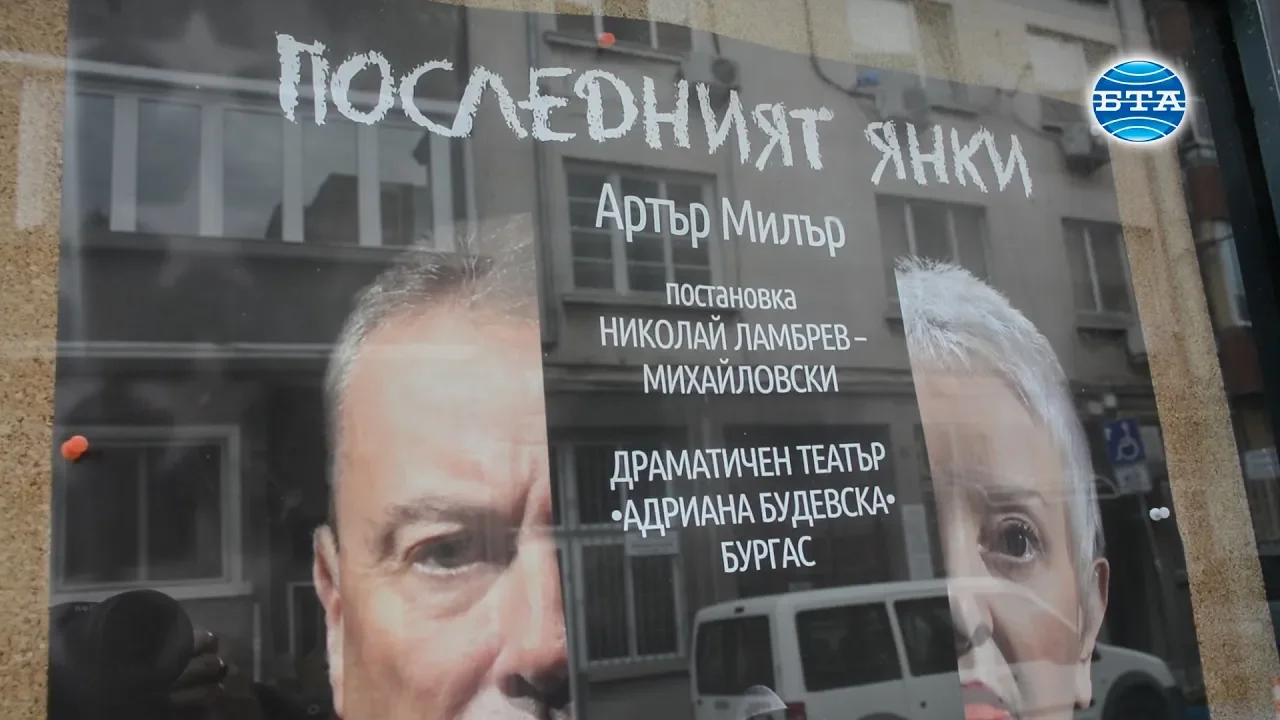 ПОСЛЕДНИЯТ ЯНКИ
БТА
Артър Милър
постановка
НИКОЛАЙ ЛАМБРЕВ–
МИХАЙЛОВСКИ
ДРАМАТИЧЕН ТЕАТЪР
•АДРИАНА БУДЕВСКА•
БУРГАС